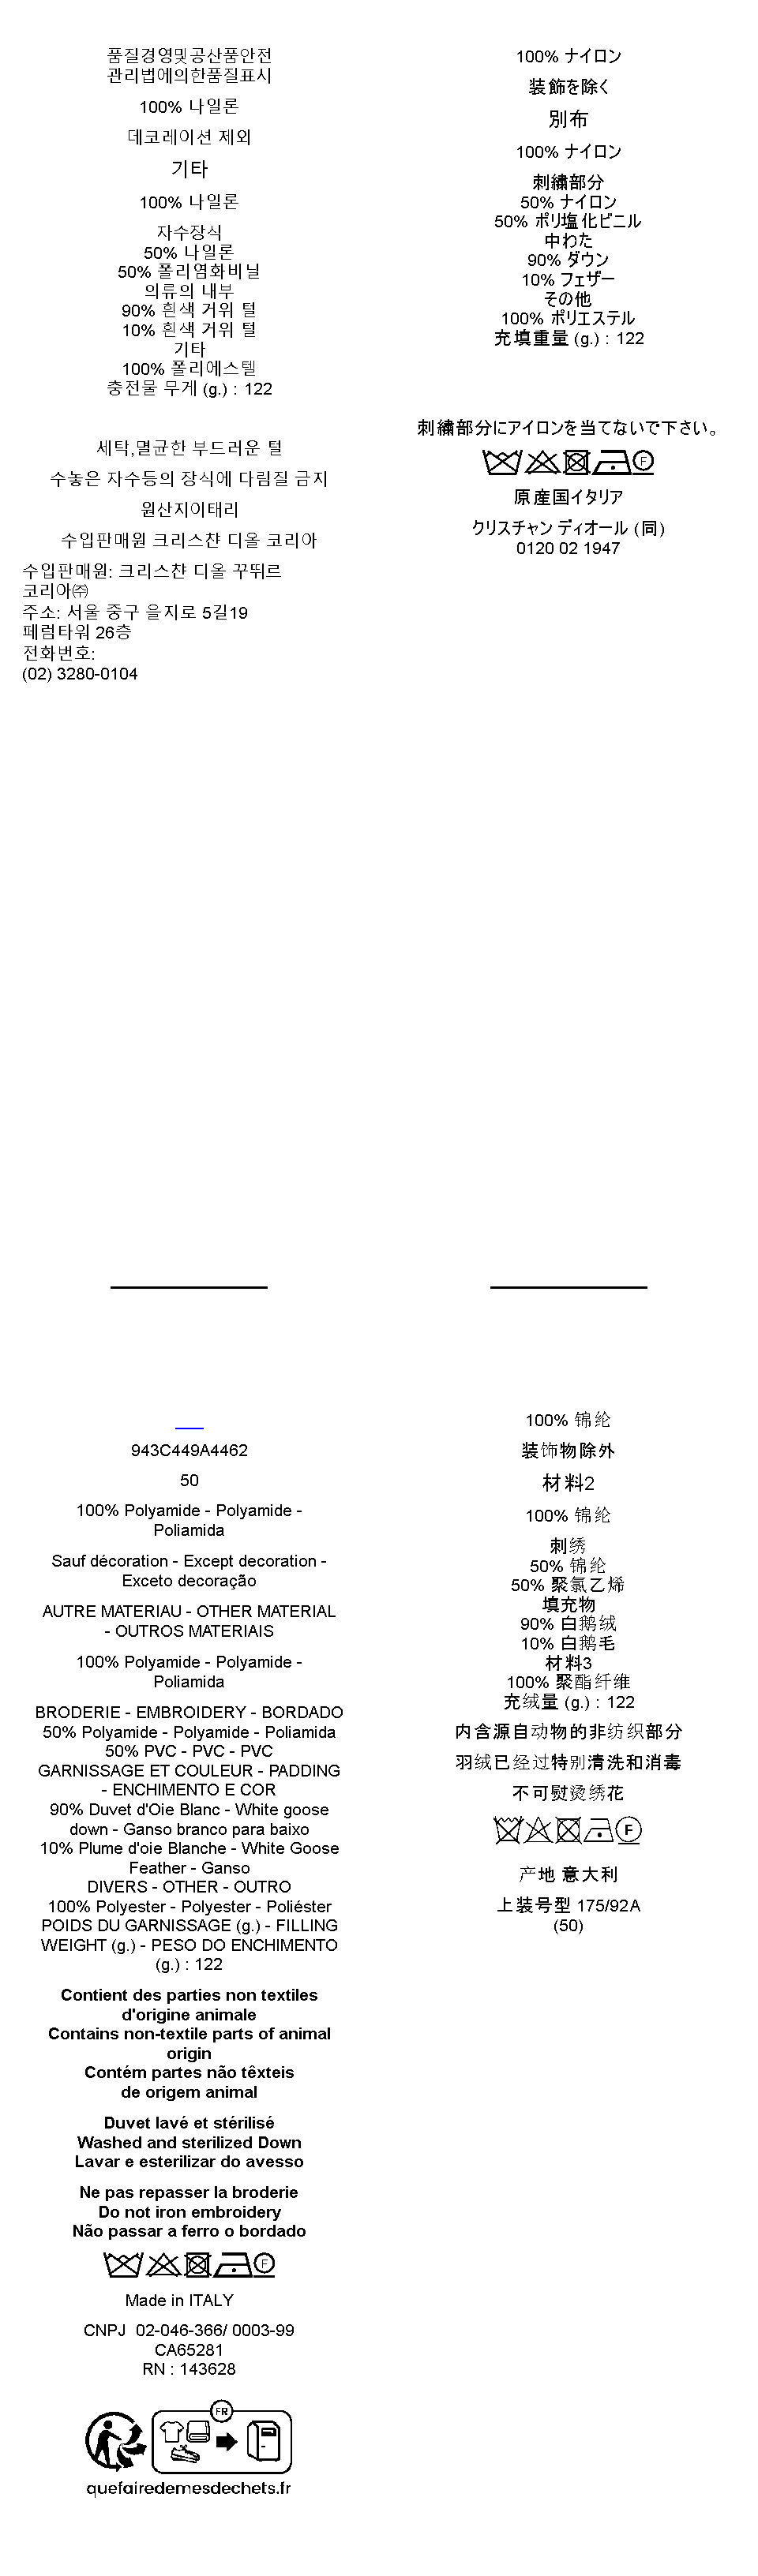 품질경영및공산품안전
관리법에의한품질표시
100% 나일론
데코레이션 제외
기타
100% 나일론
자수장식
50% 나일론
50% 폴리염화비닐
의류의 내부
90% 흰색 거위 털
10% 흰색 거위 털
기타
100% 폴리에스텔
충전물 무게 (g.) : 122
세탁,멸균한 부드러운 털
수놓은 자수등의 장식에 다림질 금지
원산지이태리
수입판매원 크리스챤 디올 코리아
수입판매원: 크리스챤 디올 꾸뛰르
코리아㈜
주소: 서울 중구 을지로 5길19
페럼타워 26층
전화번호:
(02) 3280-0104
100% ナイロン
装飾を除く
別布
100% ナイロン
刺繍部分
50% ナイロン
50% ポリ塩化ビニル
中わた
90% ダウン
10% フェザー
その他
100% ポリエステル
充填重量 (g.) : 122
刺繍部分にアイロンを当てないで下さい。
F
原産国イタリア
クリスチャン ディオール (同)
0120 02 1947
943C449A4462
50
100% Polyamide - Polyamide -
Poliamida
Sauf décoration - Except decoration -
Exceto decoração
AUTRE MATERIAU - OTHER MATERIAL
- OUTROS MATERIAIS
100% Polyamide - Polyamide -
Poliamida
BRODERIE - EMBROIDERY - BORDADO
50% Polyamide - Polyamide - Poliamida
50% PVC - PVC - PVC
GARNISSAGE ET COULEUR - PADDING
- ENCHIMENTO E COR
90% Duvet d'Oie Blanc - White goose
down - Ganso branco para baixo
10% Plume d'oie Blanche - White Goose
Feather - Ganso
DIVERS - OTHER - OUTRO
100% Polyester - Polyester - Poliéster
POIDS DU GARNISSAGE (g.) - FILLING
WEIGHT (g.) - PESO DO ENCHIMENTO
(g.) : 122
Contient des parties non textiles
d'origine animale
Contains non-textile parts of animal
origin
Contém partes não têxteis
de origem animal
Duvet lavé et stérilisé
Washed and sterilized Down
Lavar e esterilizar do avesso
Ne pas repasser la broderie
Do not iron embroidery
Não passar a ferro o bordado
F
Made in ITALY
CNPJ 02-046-366/ 0003-99
CA65281
RN : 143628
FR
quefairedemesdechets.fr
100% 锦纶
装饰物除外
材料2
100% 锦纶
刺绣
50% 锦纶
50% 聚氯乙烯
填充物
90% 白鹅绒
10% 白鹅毛
材料3
100% 聚酯纤维
充绒量 (g.) : 122
内含源自动物的非纺织部分
羽绒已经过特别清洗和消毒
不可熨烫绣花
F
产地 意大利
上装号型 175/92A
(50)